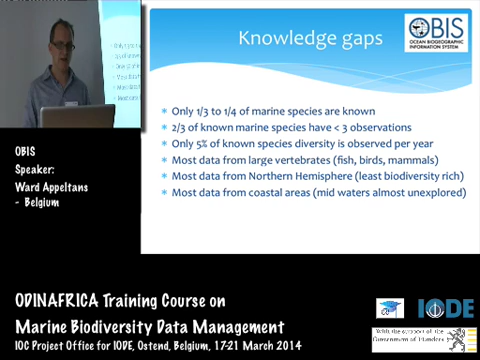 Knowledge gaps
OBIS
OCEAN BIOGEOGRAPHIC
INFORMATION SYSTEM
Only 1/3 to 1/4 of marine species are known
2/3 of known marine species have < 3 observations
Only 5% of known species diversity is observed per year
Most data from large vertebrates (fish, birds, mammals)
Most data from Northern Hemisphere (least biodiversity rich)
Most data from coastal areas (mid waters almost unexplored)
OBIS
Speaker:
Ward Appeltans
- Belgium
ODINAFRICA Training Course on
Marine Biodiversity Data Management
IOC Project Office for IODE, Ostend, Belgium, 17-21 March 2014
IODE
With the support of the
Government of Flanders